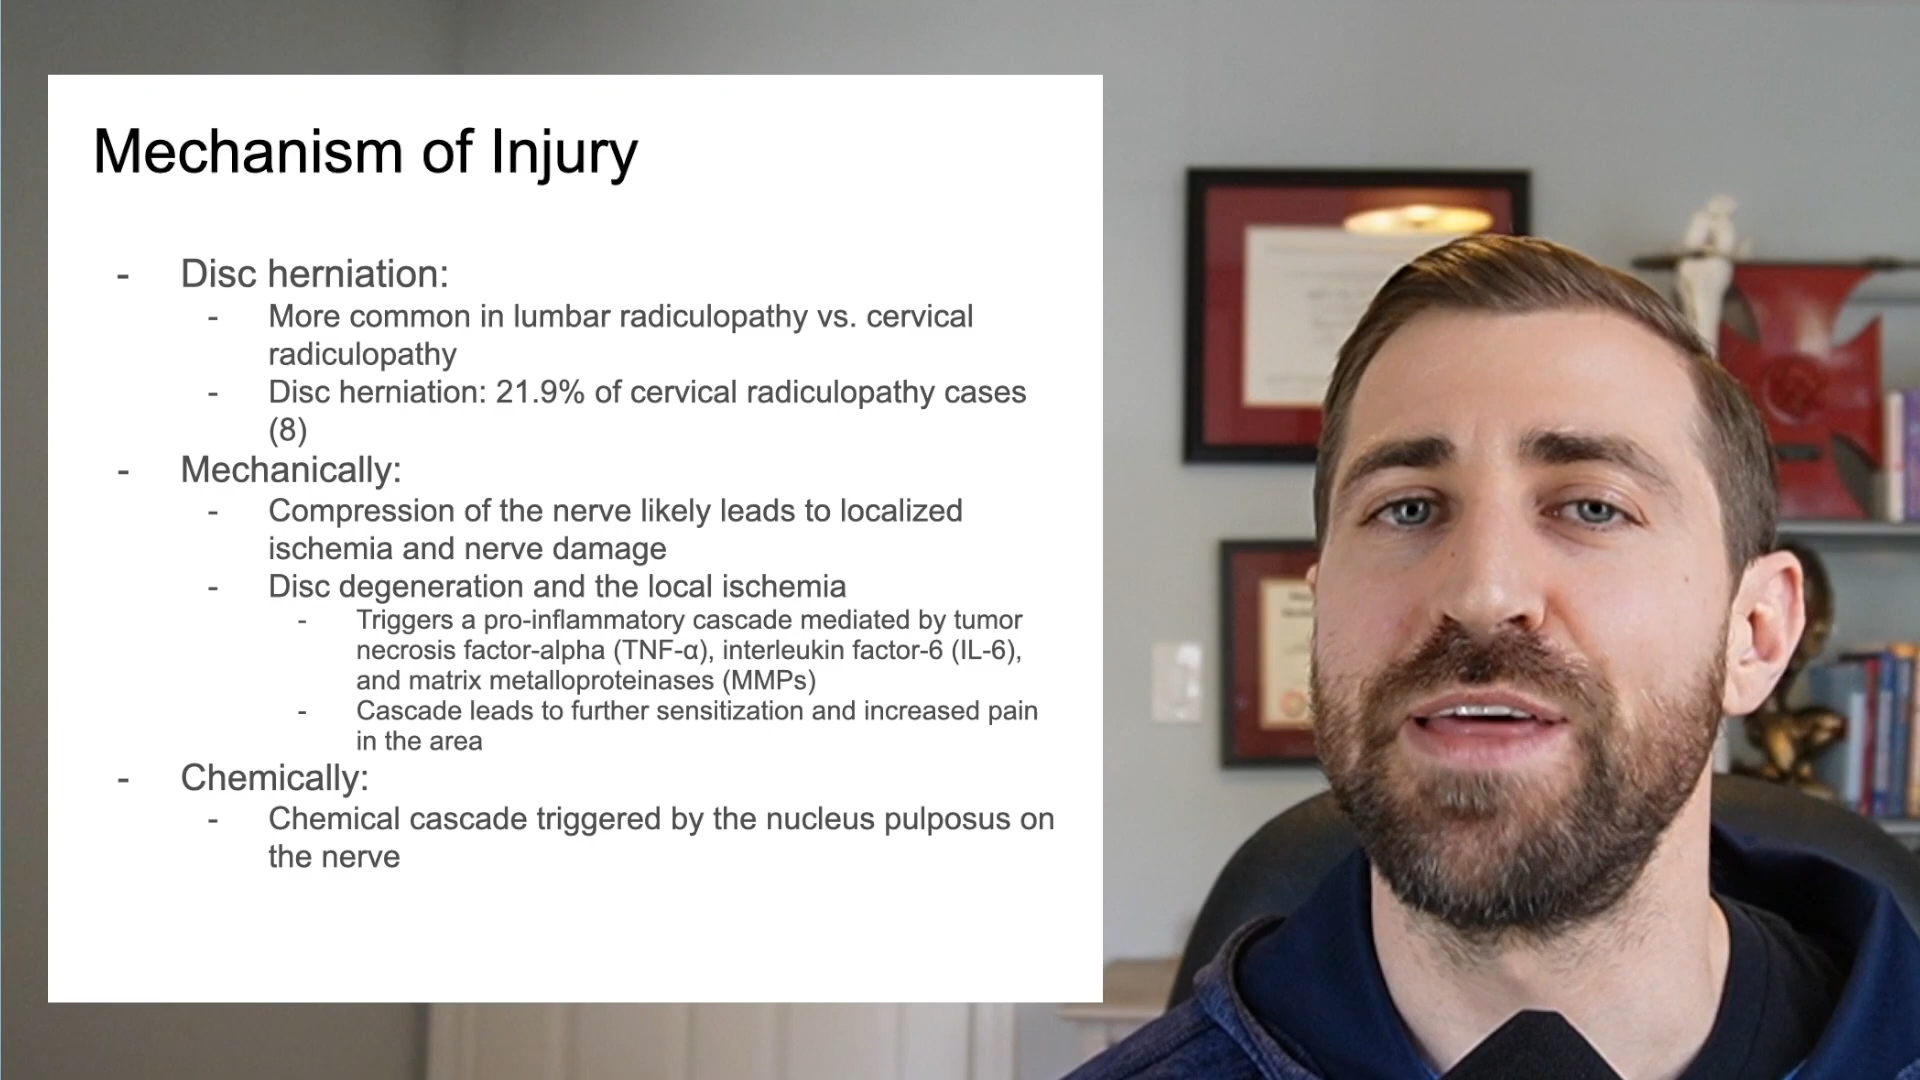 Mechanism of Injury
- Disc herniation:
- More common in lumbar radiculopathy vs. cervical
radiculopathy
- Disc herniation: 21.9% of cervical radiculopathy cases
(8)
- Mechanically:
- Compression of the nerve likely leads to localized
ischemia and nerve damage
- Disc degeneration and the local ischemia
- Triggers a pro-inflammatory cascade mediated by tumor
necrosis factor-alpha (TNF-α), interleukin factor-6 (IL-6),
and matrix metalloproteinases (MMPs)
- Cascade leads to further sensitization and increased pain
in the area
- Chemically:
- Chemical cascade triggered by the nucleus pulposus on
the nerve